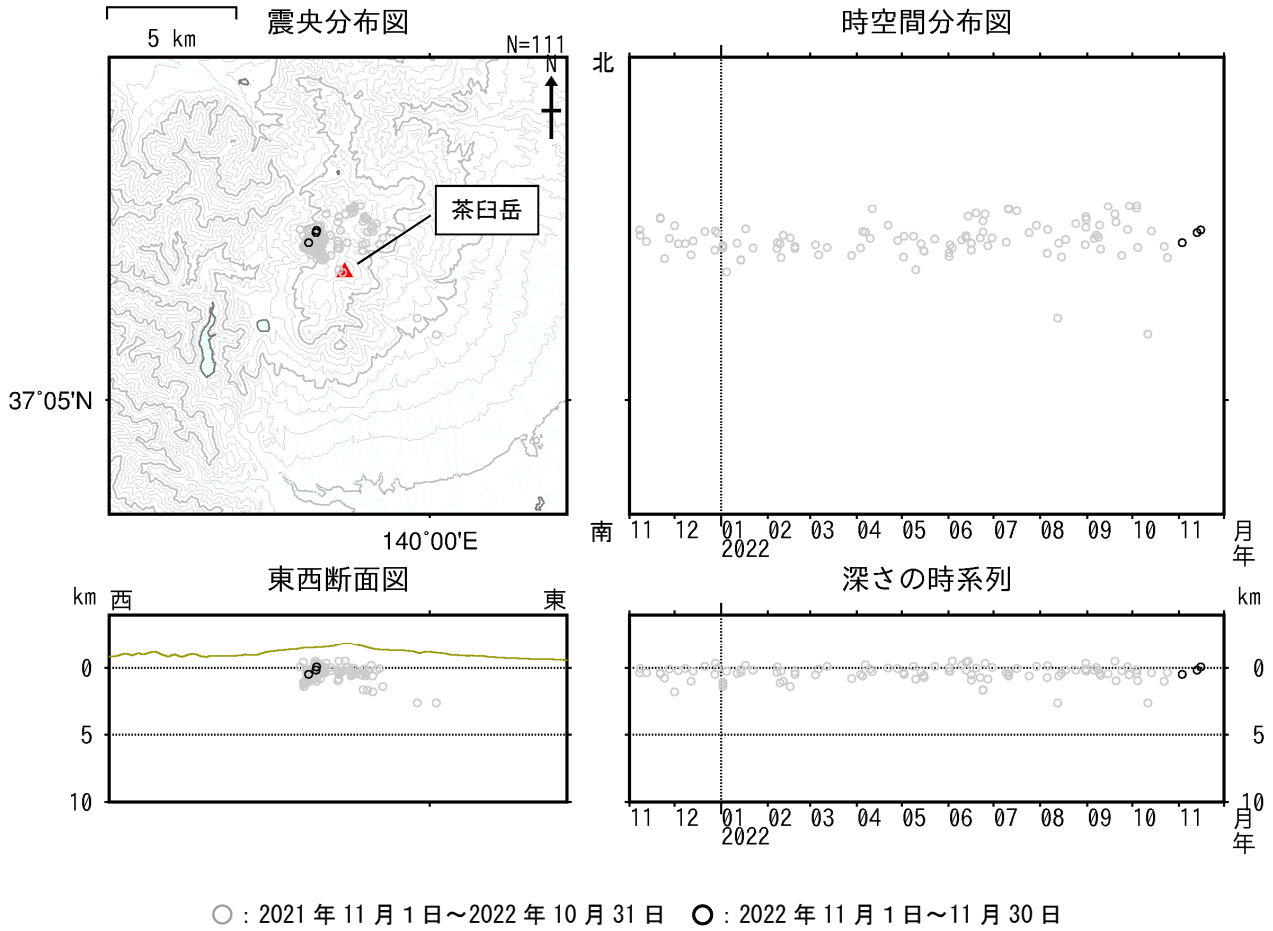 震央分布図
時空間分布図
5 km
N=111
N
北
茶臼岳
37°05'N
140°00'E
南
11 12 01 02 03 04 05 06 07 08 09 10 11 月
2022 年
東西断面図
深さの時系列
km 西 東
km
0
5
10
0
5
10
11 12 01 02 03 04 05 06 07 08 09 10 11 月
2022 年
：2021 年 11 月 1 日～2022 年 10 月 31 日 ：2022 年 11 月 1 日～11 月 30 日